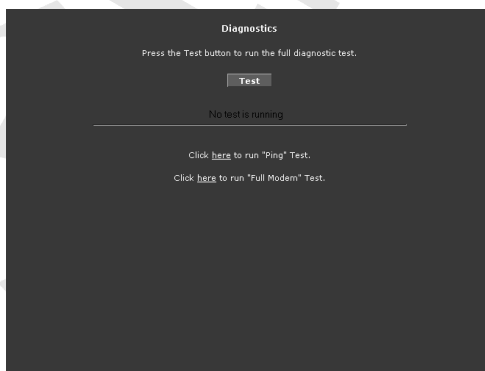 Diagnostics
Press the Test button to run the full diagnostic test.
Test
No test is running
Click here to run "Ping" Test.
Click here to run "Full Modem" Test.